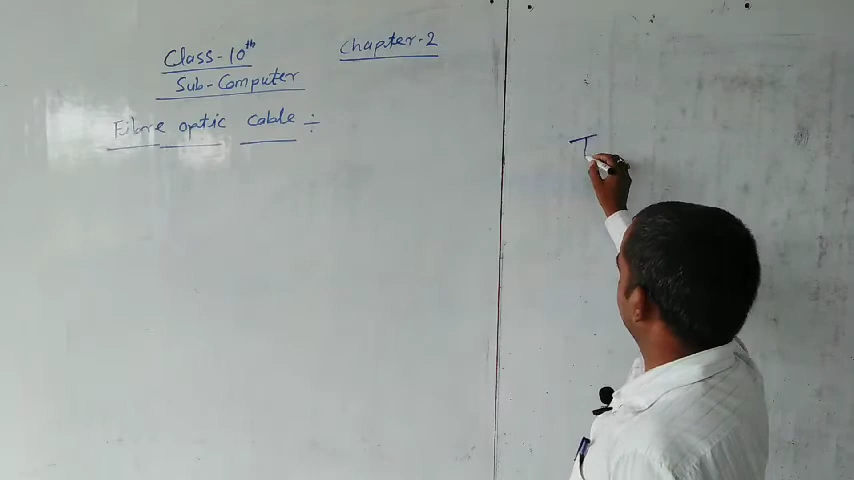 Class-10th
Chapter-2
Sub-Computer
Fibre optic cable ÷
T